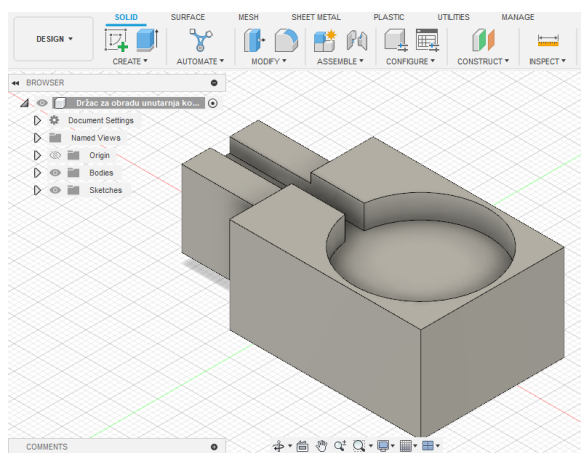 SOLID SURFACE MESH SHEET METAL PLASTIC UTILITIES MANAGE
DESIGN ▾
CREATE ▾ AUTOMATE ▾ MODIFY ▾ ASSEMBLE ▾ CONFIGURE ▾ CONSTRUCT ▾ INSPECT ▾
BROWSER
Držac za obradu unutarnja ko...
Document Settings
Named Views
Origin
Bodies
Sketches
COMMENTS